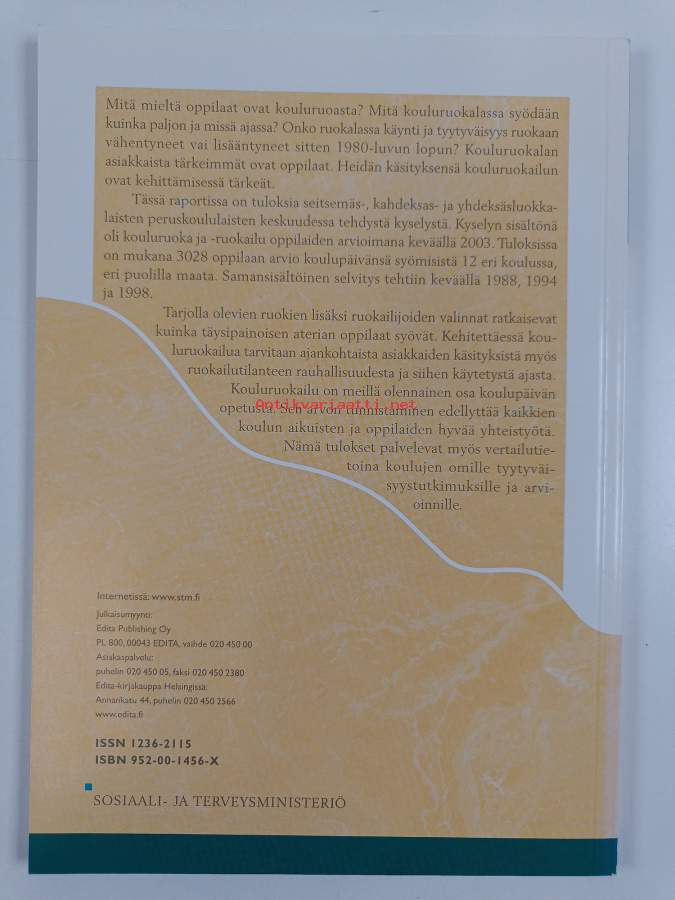 Mitä mieltä oppilaat ovat kouluruoasta? Mitä kouluruokalassa syödään
kuinka paljon ja missä ajassa? Onko ruokalassa käynti ja tyytyväisyys ruokaan
vähentyneet vai lisääntyneet sitten 1980-luvun lopun? Kouluruokalan
asiakkaista tärkeimmät ovat oppilaat. Heidän käsityksensä kouluruokailun
ovat kehittämisessä tärkeät.
Tässä raportissa on tuloksia seitsemäs-, kahdeksas- ja yhdeksäsluokka-
laisten peruskoululaisten keskuudessa tehdystä kyselystä. Kyselyn sisältönä
oli kouluruoka ja -ruokailu oppilaiden arvioimana keväällä 2003. Tuloksissa
on mukana 3028 oppilaan arvio koulupäivänsä syömisistä 12 eri koulussa,
eri puolilla maata. Samansisältöinen selvitys tehtiin keväällä 1988, 1994
ja 1998.
Tarjolla olevien ruokien lisäksi ruokailijoiden valinnat ratkaisevat
kuinka täysipainoisen aterian oppilaat syövät. Kehitettäessä kou-
luruokailua tarvitaan ajankohtaista asiakkaiden käsityksistä myös
ruokailutilanteen rauhallisuudesta ja siihen käytetystä ajasta.
Kouluruokailu on meillä olennainen osa koulupäivän
Antikvariaatti.net
opetusta. Sen arvon tunnistaminen edellyttää kaikkien
koulun aikuisten ja oppilaiden hyvää yhteistyötä.
Nämä tulokset palvelevat myös vertailutie-
toina koulujen omille tyytyväi-
syystutkimuksille ja arvi-
oinnille.
Internetissä: www.stm.fi
Julkaisumyynti:
Edita Publishing Oy
PL 800, 00043 EDITA, vaihde 020 450 00
Asiakaspalvelu:
puhelin 020 450 05, faksi 020 450 2380
Edita-kirjakauppa Helsingissä:
Annankatu 44, puhelin 020 450 2566
www.edita.fi
ISSN 1236-2115
ISBN 952-00-1456-X
SOSIAALI- JA TERVEYSMINISTERIÖ